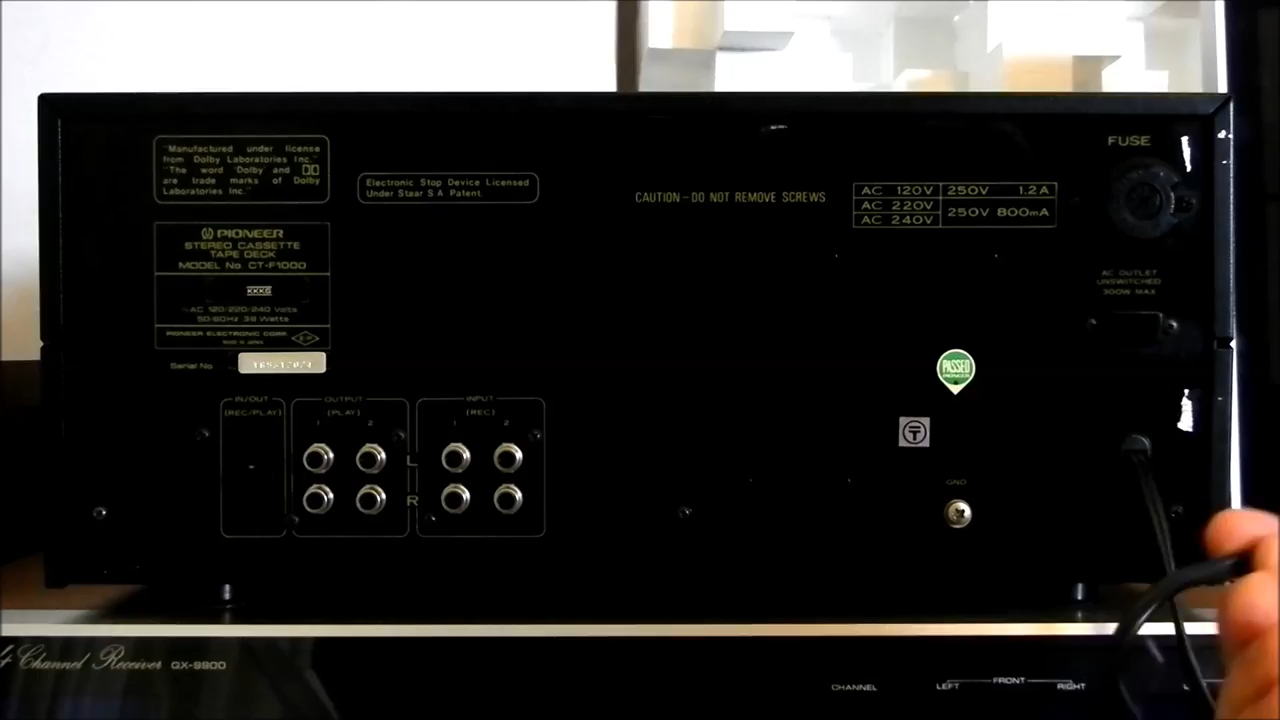 "Manufactured under license
from Dolby Laboratories Inc."
"The word 'Dolby and
are trade marks of Dolby
Laboratories Inc."
Electronic Stop Device Licensed
Under Staar S A Patent.
CAUTION–DO NOT REMOVE SCREWS
AC 120V 250V 1.2A
AC 220V
AC 240V
250V 800mA
FUSE
AC OUTLET
UNSWITCHED
300W MAX
PIONEER
STEREO CASSETTE
TAPE DECK
MODEL No CT-F1000
AC 120/220/240 Volts
50/60Hz 38 Watts
PIONEER ELECTRONIC CORP.
MADE IN JAPAN
Serial No
PASSED
PIONEER
IN/OUT
(REC/PLAY)
OUTPUT
(PLAY)
1 2
INPUT
(REC)
1 2
L
R
GND
4 Channel Receiver QX-9900
CHANNEL
LEFT
FRONT
RIGHT